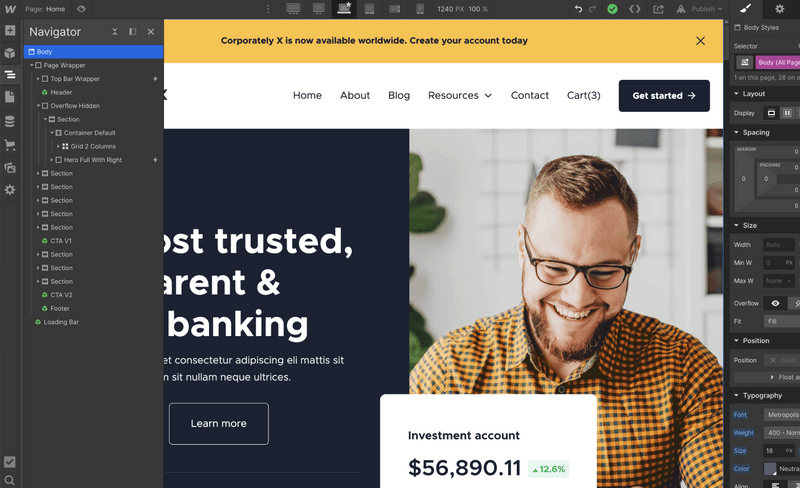 Page: Home
1240 PX 100 %
Publish
Navigator
Body
Page Wrapper
Top Bar Wrapper
Header
Overflow Hidden
Section
Container Default
Grid 2 Columns
Hero Full With Right
Section
Section
Section
Section
Section
CTA V1
Section
Section
Section
CTA V2
Footer
Loading Bar
Corporately X is now available worldwide. Create your account today
X
Home
About
Blog
Resources
Contact
Cart(3)
Get started
ost trusted,
arent &
banking
et consectetur adipiscing eli mattis sit
m sit nullam neque ultrices.
Learn more
Investment account
$56,890.11
12.6%
Body Styles
Selector
Body (All Page
1 on this page, 28 on o
Layout
Display
Spacing
MARGIN
0
PADDING
0
0
0
0
0
Size
Width Auto
Min W 0 PX
Max W None
Overflow
Fit Fill
Position
Position Static
Float a
Typography
Font Metropolis
Weight 400 - Norm
Size 18 PX
Color Neutra
Align